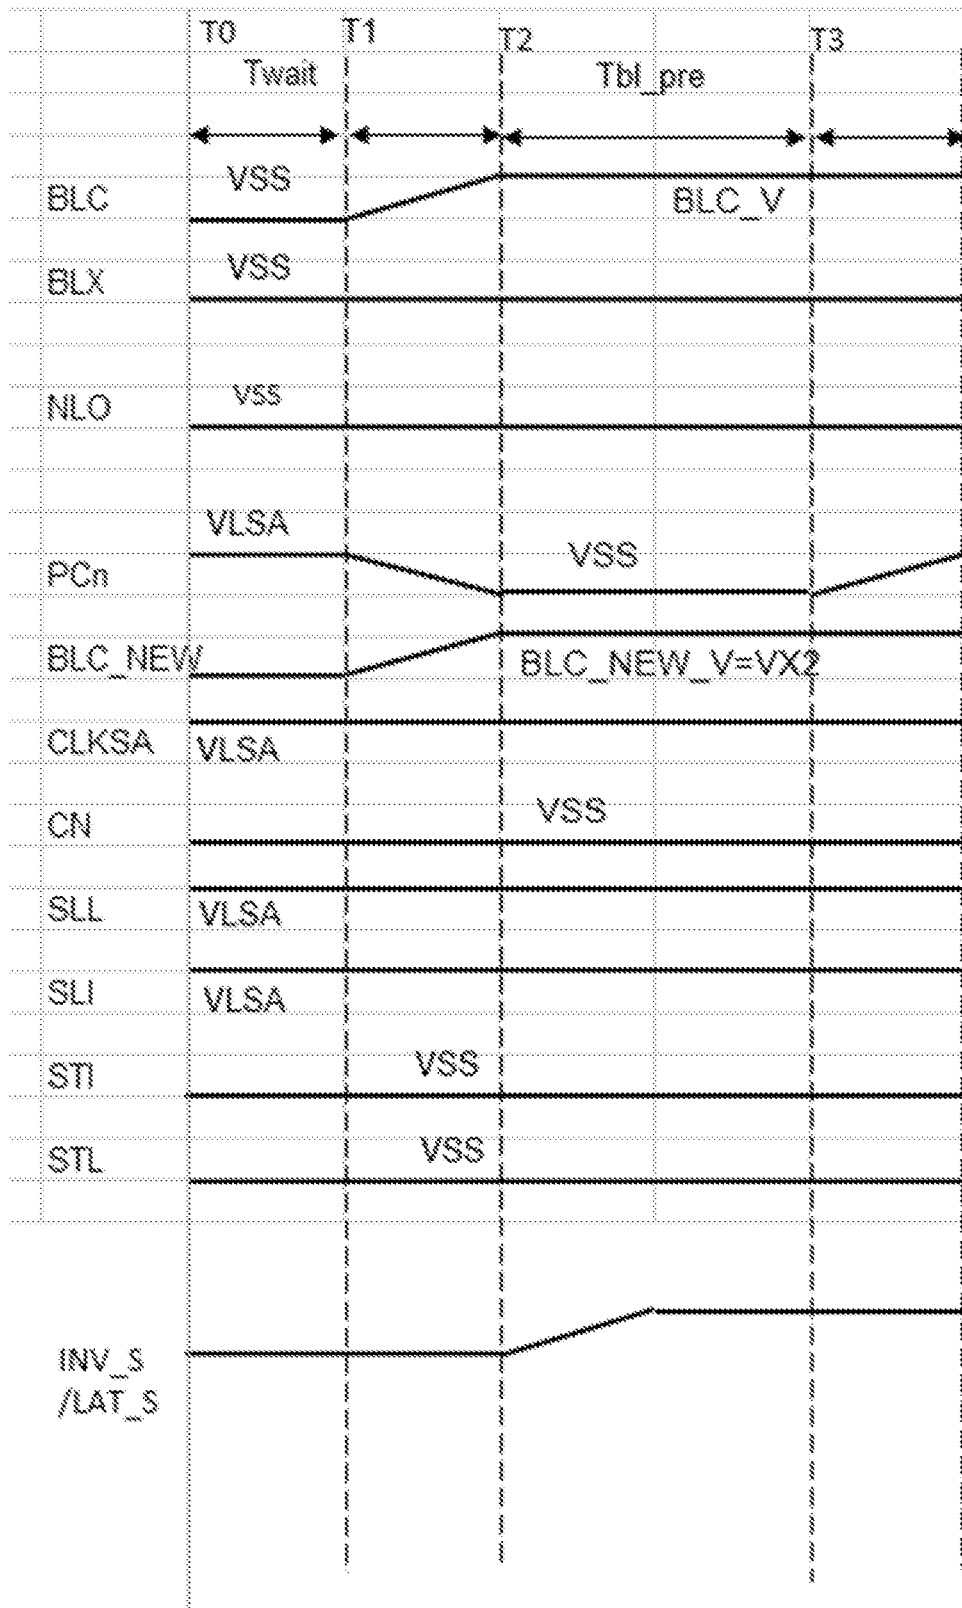 T0 T1 T2 T3
Twait Tbl_pre
BLC VSS BLC_V
BLX VSS
NLO VSS
PCn VLSA VSS
BLC_NEW BLC_NEW_V=VX2
CLKSA VLSA
CN VSS
SLL VLSA
SLI VLSA
STI VSS
STL VSS
INV_S
/LAT_S